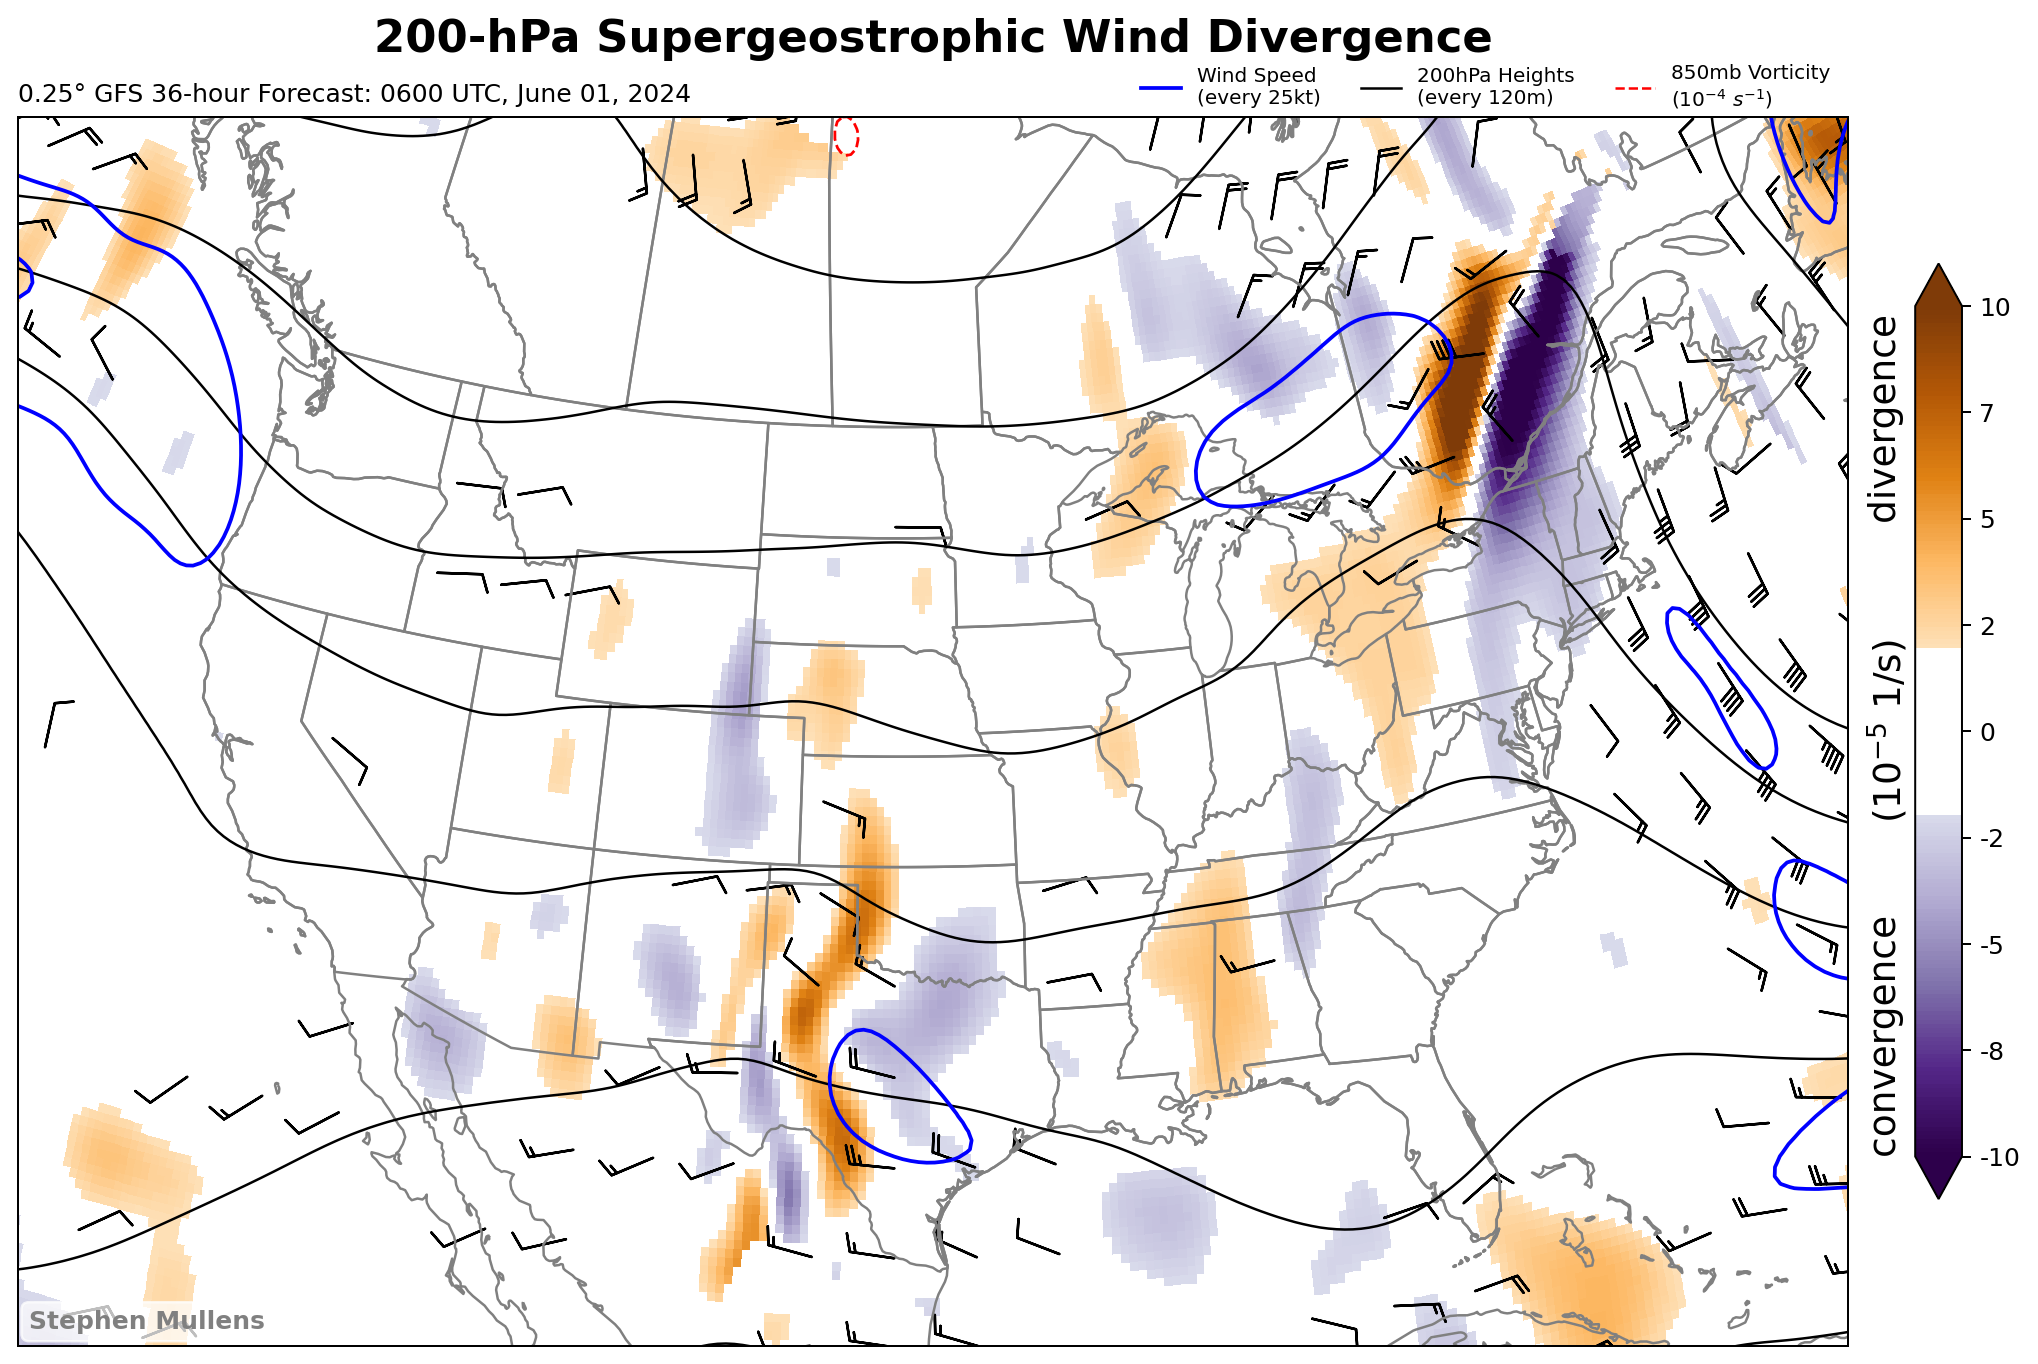 200-hPa Supergeostrophic Wind Divergence
0.25° GFS 36-hour Forecast: 0600 UTC, June 01, 2024
Wind Speed
(every 25kt)
200hPa Heights
(every 120m)
850mb Vorticity
(10⁻⁴ s⁻¹)
10
7
5
2
0
-2
-5
-8
-10
convergence (10⁻⁵ 1/s) divergence
Stephen Mullens